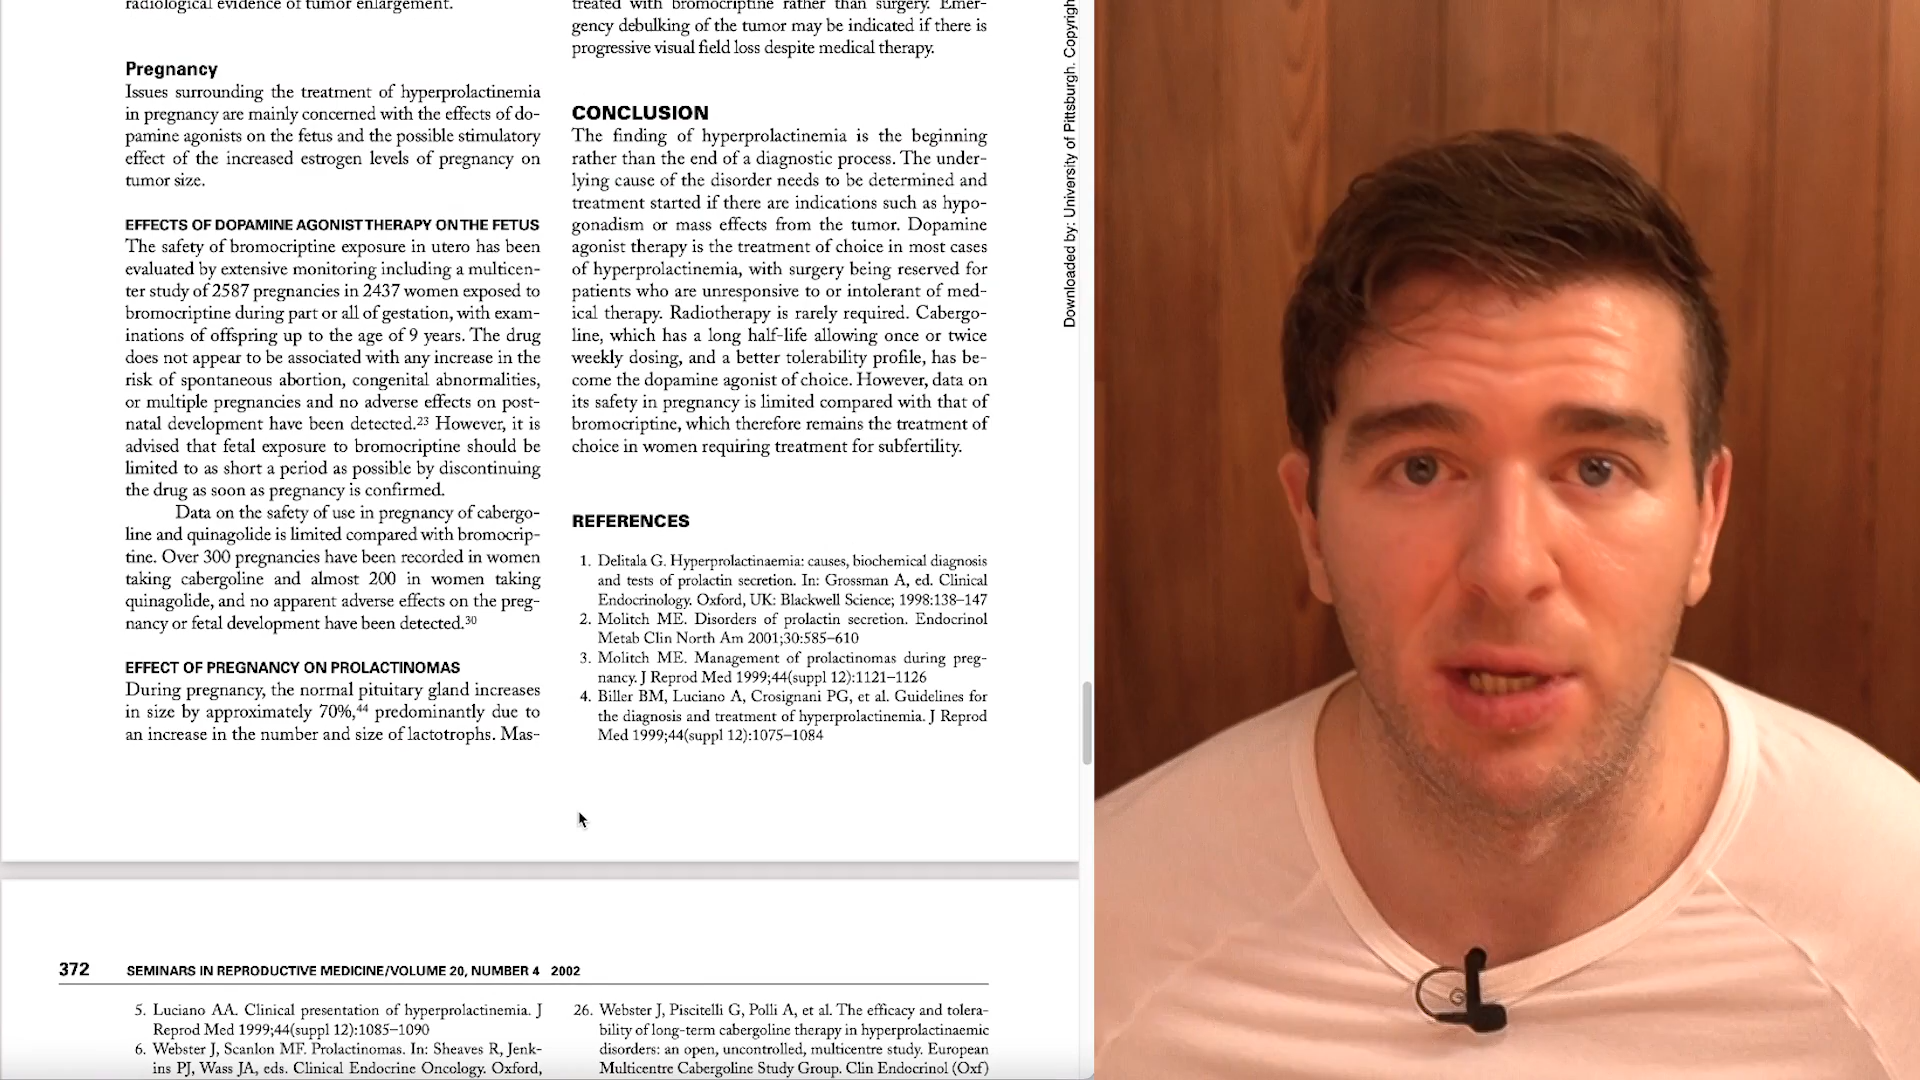 radiological evidence of tumor enlargement.
Pregnancy
Issues surrounding the treatment of hyperprolactinemia
in pregnancy are mainly concerned with the effects of do-
pamine agonists on the fetus and the possible stimulatory
effect of the increased estrogen levels of pregnancy on
tumor size.
EFFECTS OF DOPAMINE AGONIST THERAPY ON THE FETUS
The safety of bromocriptine exposure in utero has been
evaluated by extensive monitoring including a multicen-
ter study of 2587 pregnancies in 2437 women exposed to
bromocriptine during part or all of gestation, with exam-
inations of offspring up to the age of 9 years. The drug
does not appear to be associated with any increase in the
risk of spontaneous abortion, congenital abnormalities,
or multiple pregnancies and no adverse effects on post-
natal development have been detected.23 However, it is
advised that fetal exposure to bromocriptine should be
limited to as short a period as possible by discontinuing
the drug as soon as pregnancy is confirmed.
Data on the safety of use in pregnancy of cabergo-
line and quinagolide is limited compared with bromocrip-
tine. Over 300 pregnancies have been recorded in women
taking cabergoline and almost 200 in women taking
quinagolide, and no apparent adverse effects on the preg-
nancy or fetal development have been detected.30
EFFECT OF PREGNANCY ON PROLACTINOMAS
During pregnancy, the normal pituitary gland increases
in size by approximately 70%,44 predominantly due to
an increase in the number and size of lactotrophs. Mas-
treated with bromocriptine rather than surgery. Emer-
gency debulking of the tumor may be indicated if there is
progressive visual field loss despite medical therapy.
CONCLUSION
The finding of hyperprolactinemia is the beginning
rather than the end of a diagnostic process. The under-
lying cause of the disorder needs to be determined and
treatment started if there are indications such as hypo-
gonadism or mass effects from the tumor. Dopamine
agonist therapy is the treatment of choice in most cases
of hyperprolactinemia, with surgery being reserved for
patients who are unresponsive to or intolerant of med-
ical therapy. Radiotherapy is rarely required. Cabergo-
line, which has a long half-life allowing once or twice
weekly dosing, and a better tolerability profile, has be-
come the dopamine agonist of choice. However, data on
its safety in pregnancy is limited compared with that of
bromocriptine, which therefore remains the treatment of
choice in women requiring treatment for subfertility.
REFERENCES
1. Delitala G. Hyperprolactinaemia: causes, biochemical diagnosis
and tests of prolactin secretion. In: Grossman A, ed. Clinical
Endocrinology. Oxford, UK: Blackwell Science; 1998:138–147
2. Molitch ME. Disorders of prolactin secretion. Endocrinol
Metab Clin North Am 2001;30:585–610
3. Molitch ME. Management of prolactinomas during preg-
nancy. J Reprod Med 1999;44(suppl 12):1121–1126
4. Biller BM, Luciano A, Crosignani PG, et al. Guidelines for
the diagnosis and treatment of hyperprolactinemia. J Reprod
Med 1999;44(suppl 12):1075–1084
Downloaded by: University of Pittsburgh. Copyrigh
372 SEMINARS IN REPRODUCTIVE MEDICINE/VOLUME 20, NUMBER 4 2002
5. Luciano AA. Clinical presentation of hyperprolactinemia. J
Reprod Med 1999;44(suppl 12):1085–1090
6. Webster J, Scanlon MF. Prolactinomas. In: Sheaves R, Jenk-
ins PJ, Wass JA, eds. Clinical Endocrine Oncology. Oxford,
26. Webster J, Piscitelli G, Polli A, et al. The efficacy and tolera-
bility of long-term cabergoline therapy in hyperprolactinaemic
disorders: an open, uncontrolled, multicentre study. European
Multicentre Cabergoline Study Group. Clin Endocrinol (Oxf)
G